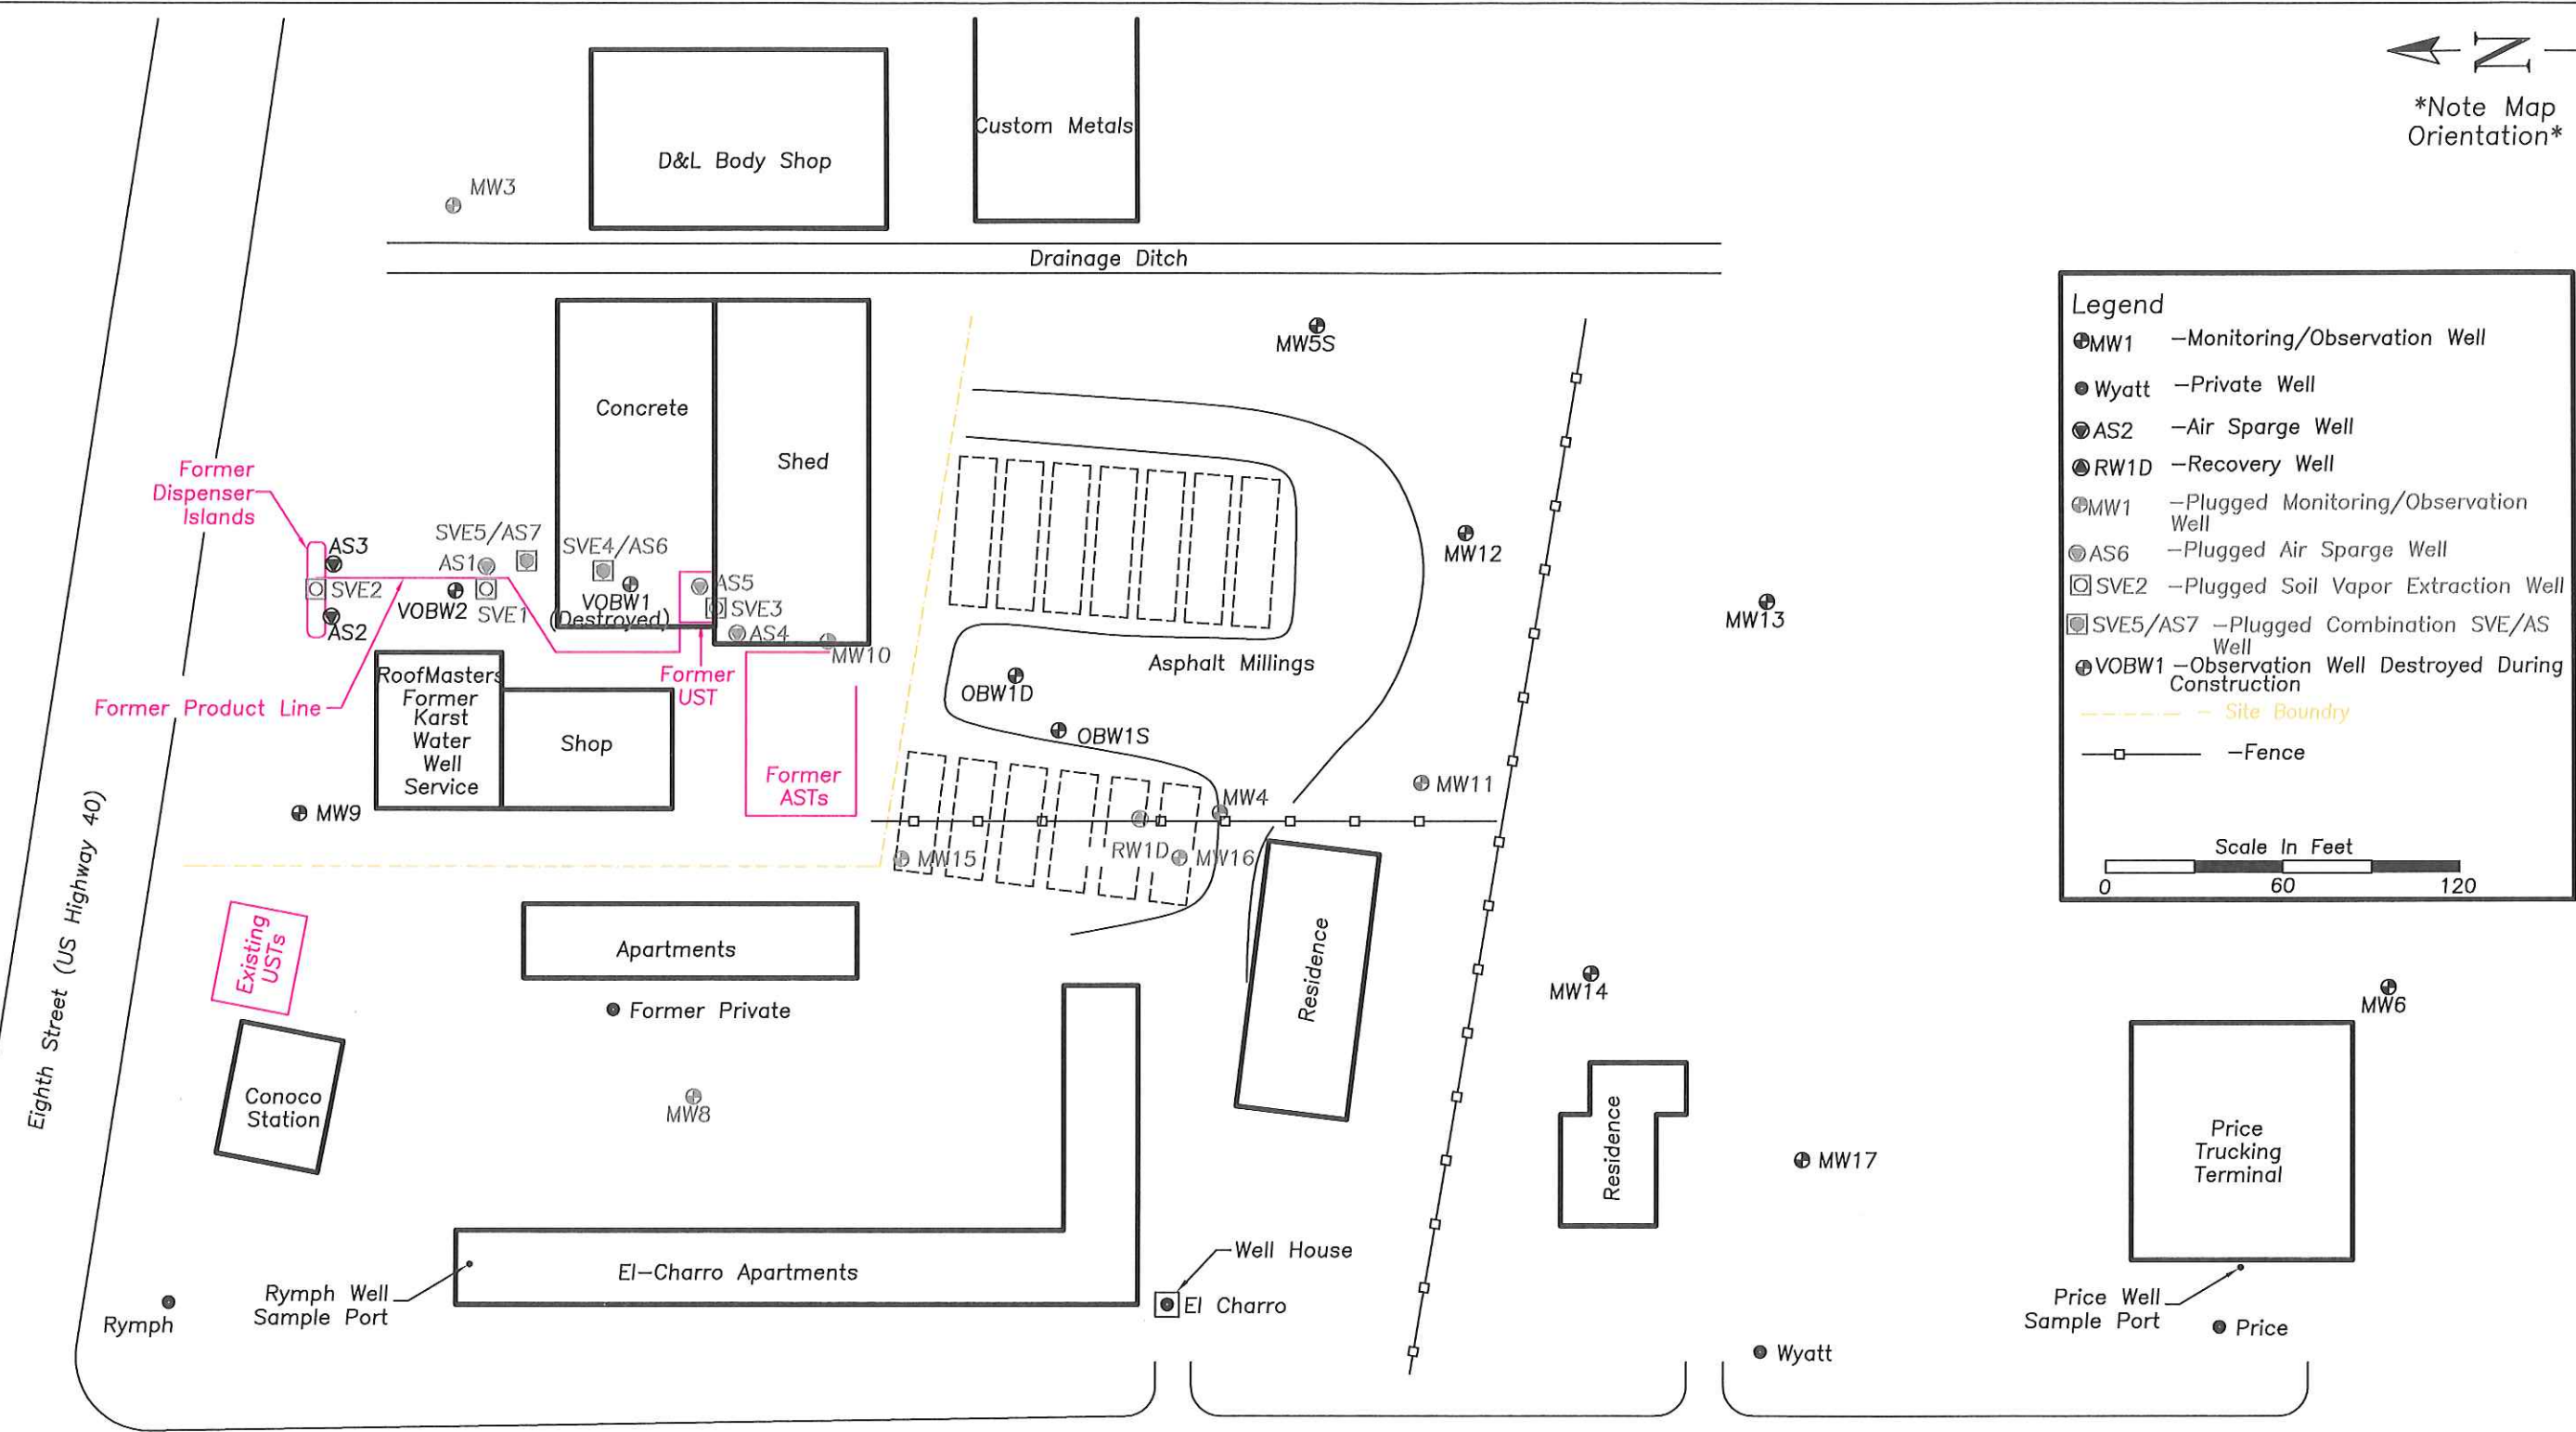 N
*Note Map
Orientation*
Custom Metals
D&L Body Shop
MW3
Drainage Ditch
Legend
MW1 –Monitoring/Observation Well
Wyatt –Private Well
AS2 –Air Sparge Well
RW1D –Recovery Well
MW1 –Plugged Monitoring/Observation
Well
AS6 –Plugged Air Sparge Well
SVE2 –Plugged Soil Vapor Extraction Well
SVE5/AS7 –Plugged Combination SVE/AS
Well
VOBW1 –Observation Well Destroyed During
Construction
– Site Boundry
–Fence
Scale In Feet
0 60 120
MW5S
Concrete
Shed
Former
Dispenser
Islands
AS3
SVE5/AS7
AS1
SVE4/AS6
SVE2
VOBW2
SVE1
AS2
VOBW1
(Destroyed)
AS5
SVE3
AS4
MW10
MW12
MW13
Former
UST
Asphalt Millings
RoofMasters
Former
Karst
Water
Well
Service
Former Product Line
Shop
OBW1D
OBW1S
Former
ASTs
MW9
MW11
MW4
MW15
RW1D
MW16
Eighth Street (US Highway 40)
Existing
USTs
Apartments
Former Private
Residence
MW14
MW6
Conoco
Station
MW8
Residence
MW17
Price
Trucking
Terminal
El–Charro Apartments
Well House
El Charro
Rymph Well
Sample Port
Rymph
Price Well
Sample Port
Price
Wyatt